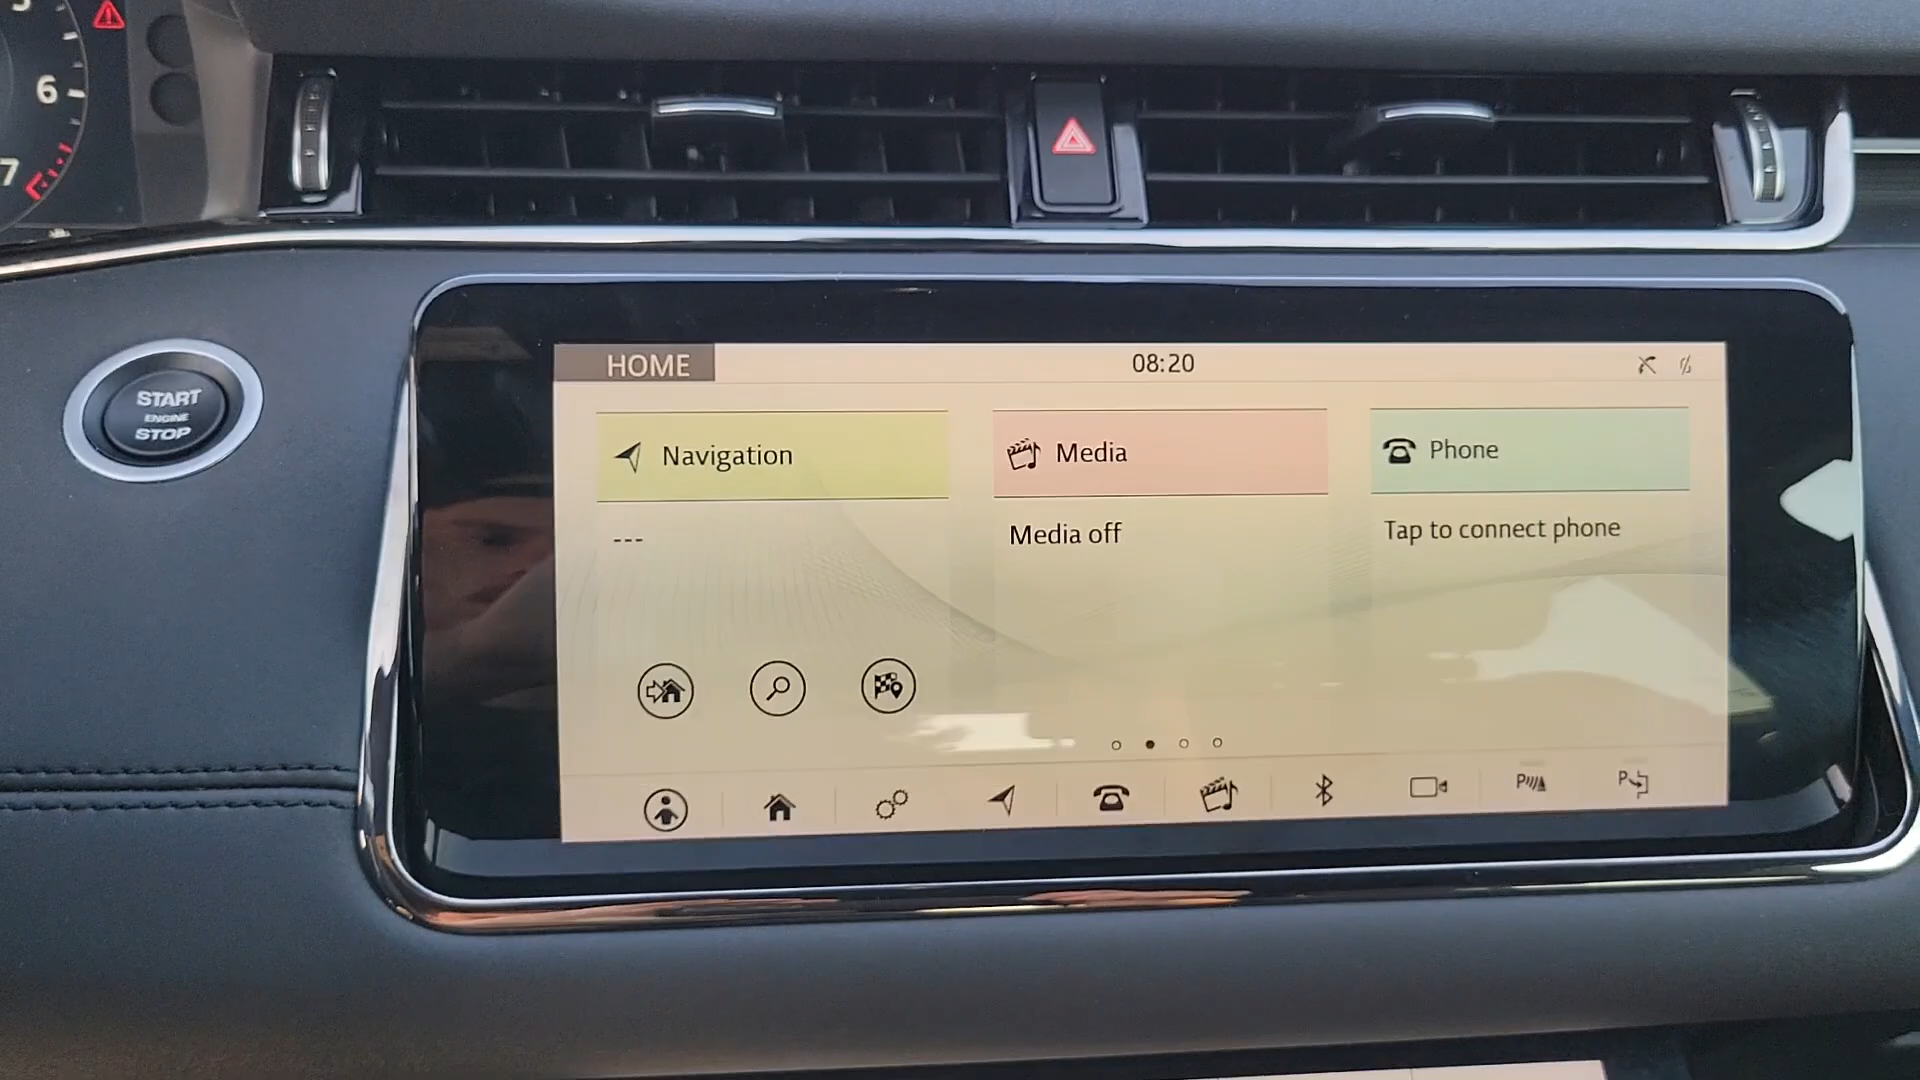 6
7
START
ENGINE
STOP
HOME
08:20
Navigation
Media
Phone
---
Media off
Tap to connect phone
P
P